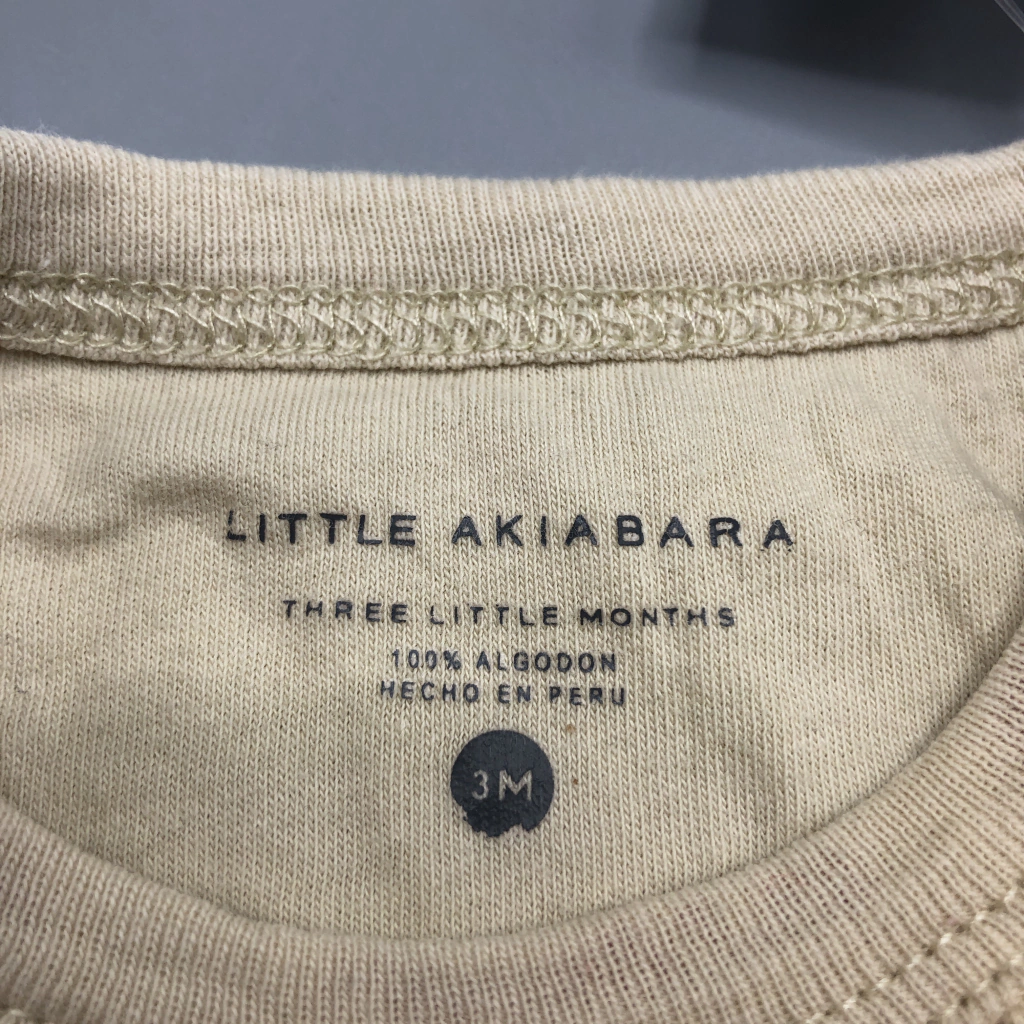 LITTLE AKIABARA
THREE LITTLE MONTHS
100% ALGODON
HECHO EN PERU
3M